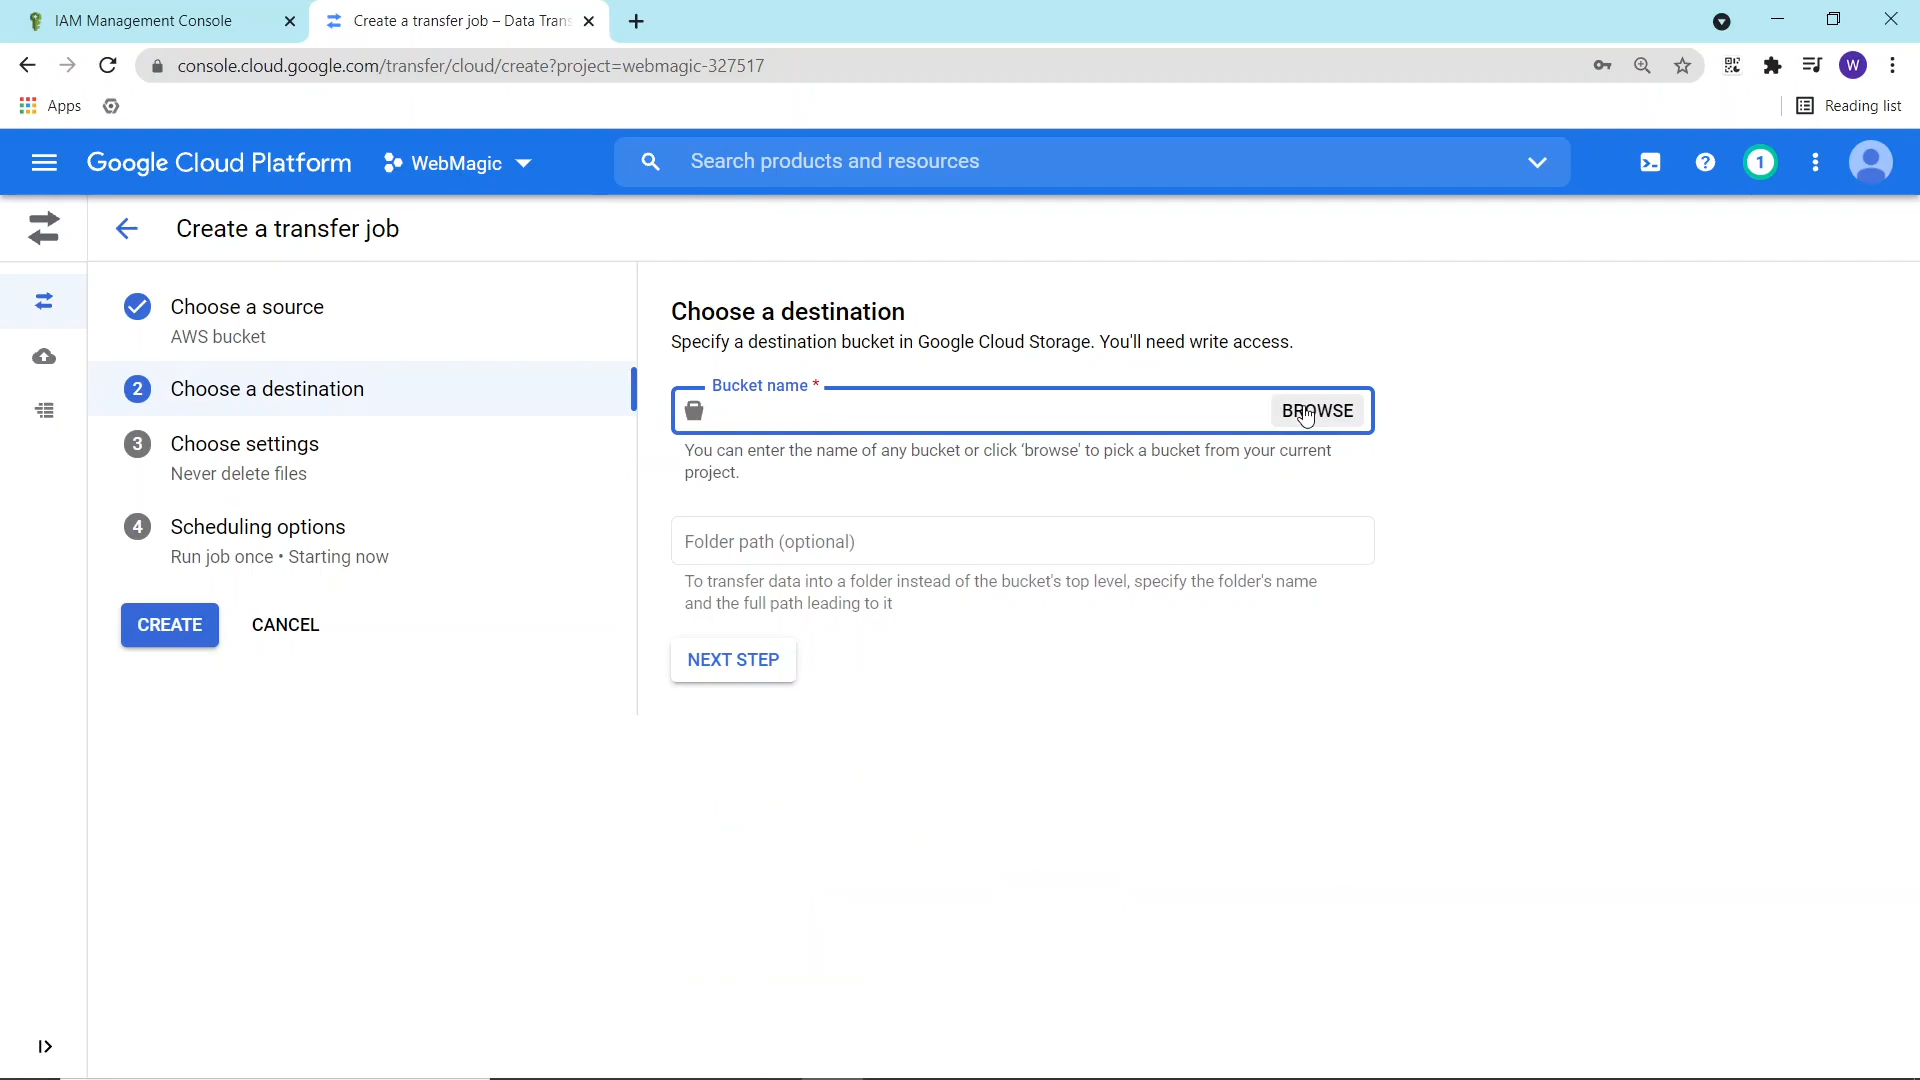 IAM Management Console
Create a transfer job – Data Trans
console.cloud.google.com/transfer/cloud/create?project=webmagic-327517
W
Apps
Reading list
Google Cloud Platform
WebMagic
Search products and resources
1
Create a transfer job
Choose a source
AWS bucket
2 Choose a destination
3 Choose settings
Never delete files
4 Scheduling options
Run job once • Starting now
CREATE CANCEL
Choose a destination
Specify a destination bucket in Google Cloud Storage. You'll need write access.
Bucket name *
BROWSE
You can enter the name of any bucket or click 'browse' to pick a bucket from your current
project.
Folder path (optional)
To transfer data into a folder instead of the bucket's top level, specify the folder's name
and the full path leading to it
NEXT STEP